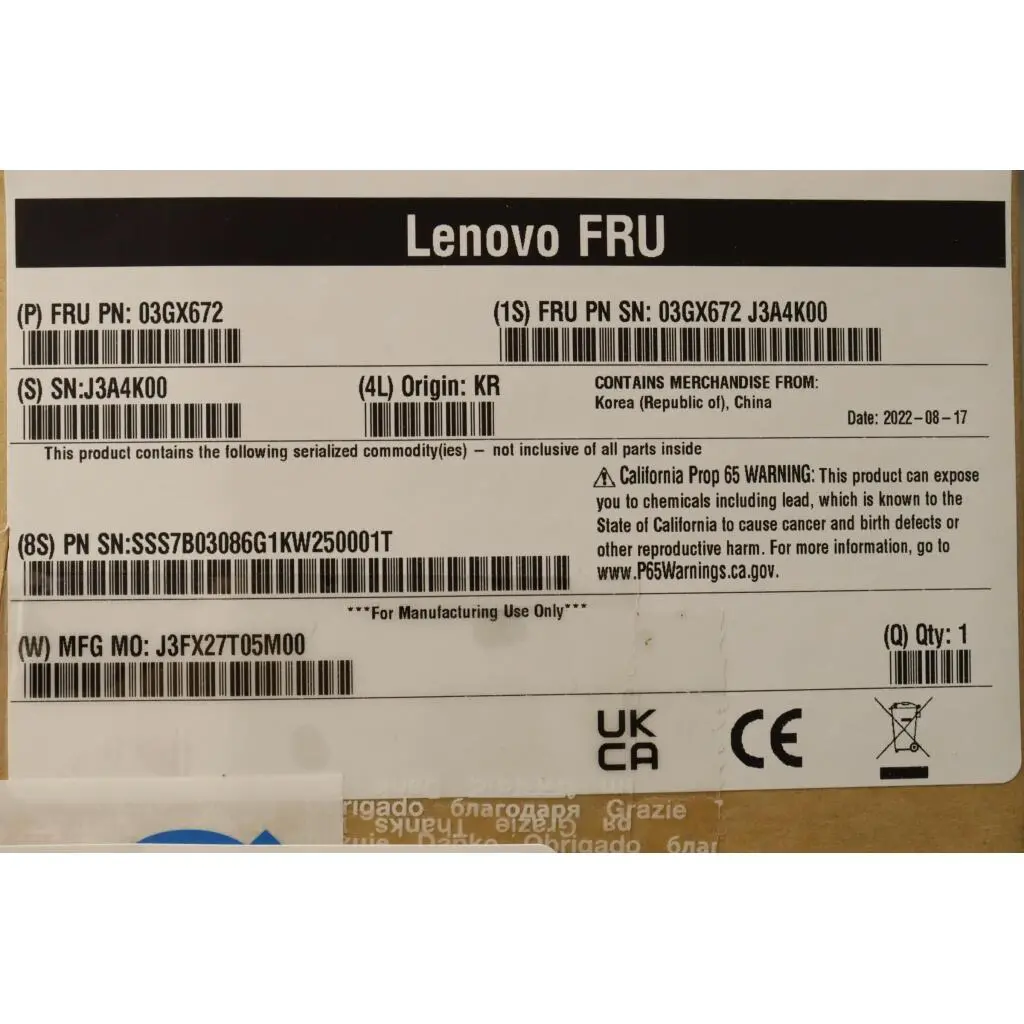 Lenovo FRU
(P) FRU PN: 03GX672
(1S) FRU PN SN: 03GX672 J3A4K00
(S) SN:J3A4K00
(4L) Origin: KR
CONTAINS MERCHANDISE FROM:
Korea (Republic of), China
Date: 2022-08-17
This product contains the following serialized commodity(ies) – not inclusive of all parts inside
⚠ California Prop 65 WARNING: This product can expose
you to chemicals including lead, which is known to the
State of California to cause cancer and birth defects or
other reproductive harm. For more information, go to
www.P65Warnings.ca.gov.
(8S) PN SN:SSS7B03086G1KW250001T
***For Manufacturing Use Only***
(W) MFG MO: J3FX27T05M00
(Q) Qty: 1
UK
CA
CE
благодаря Grazie
Thanks Grazie
Danke Obrigado